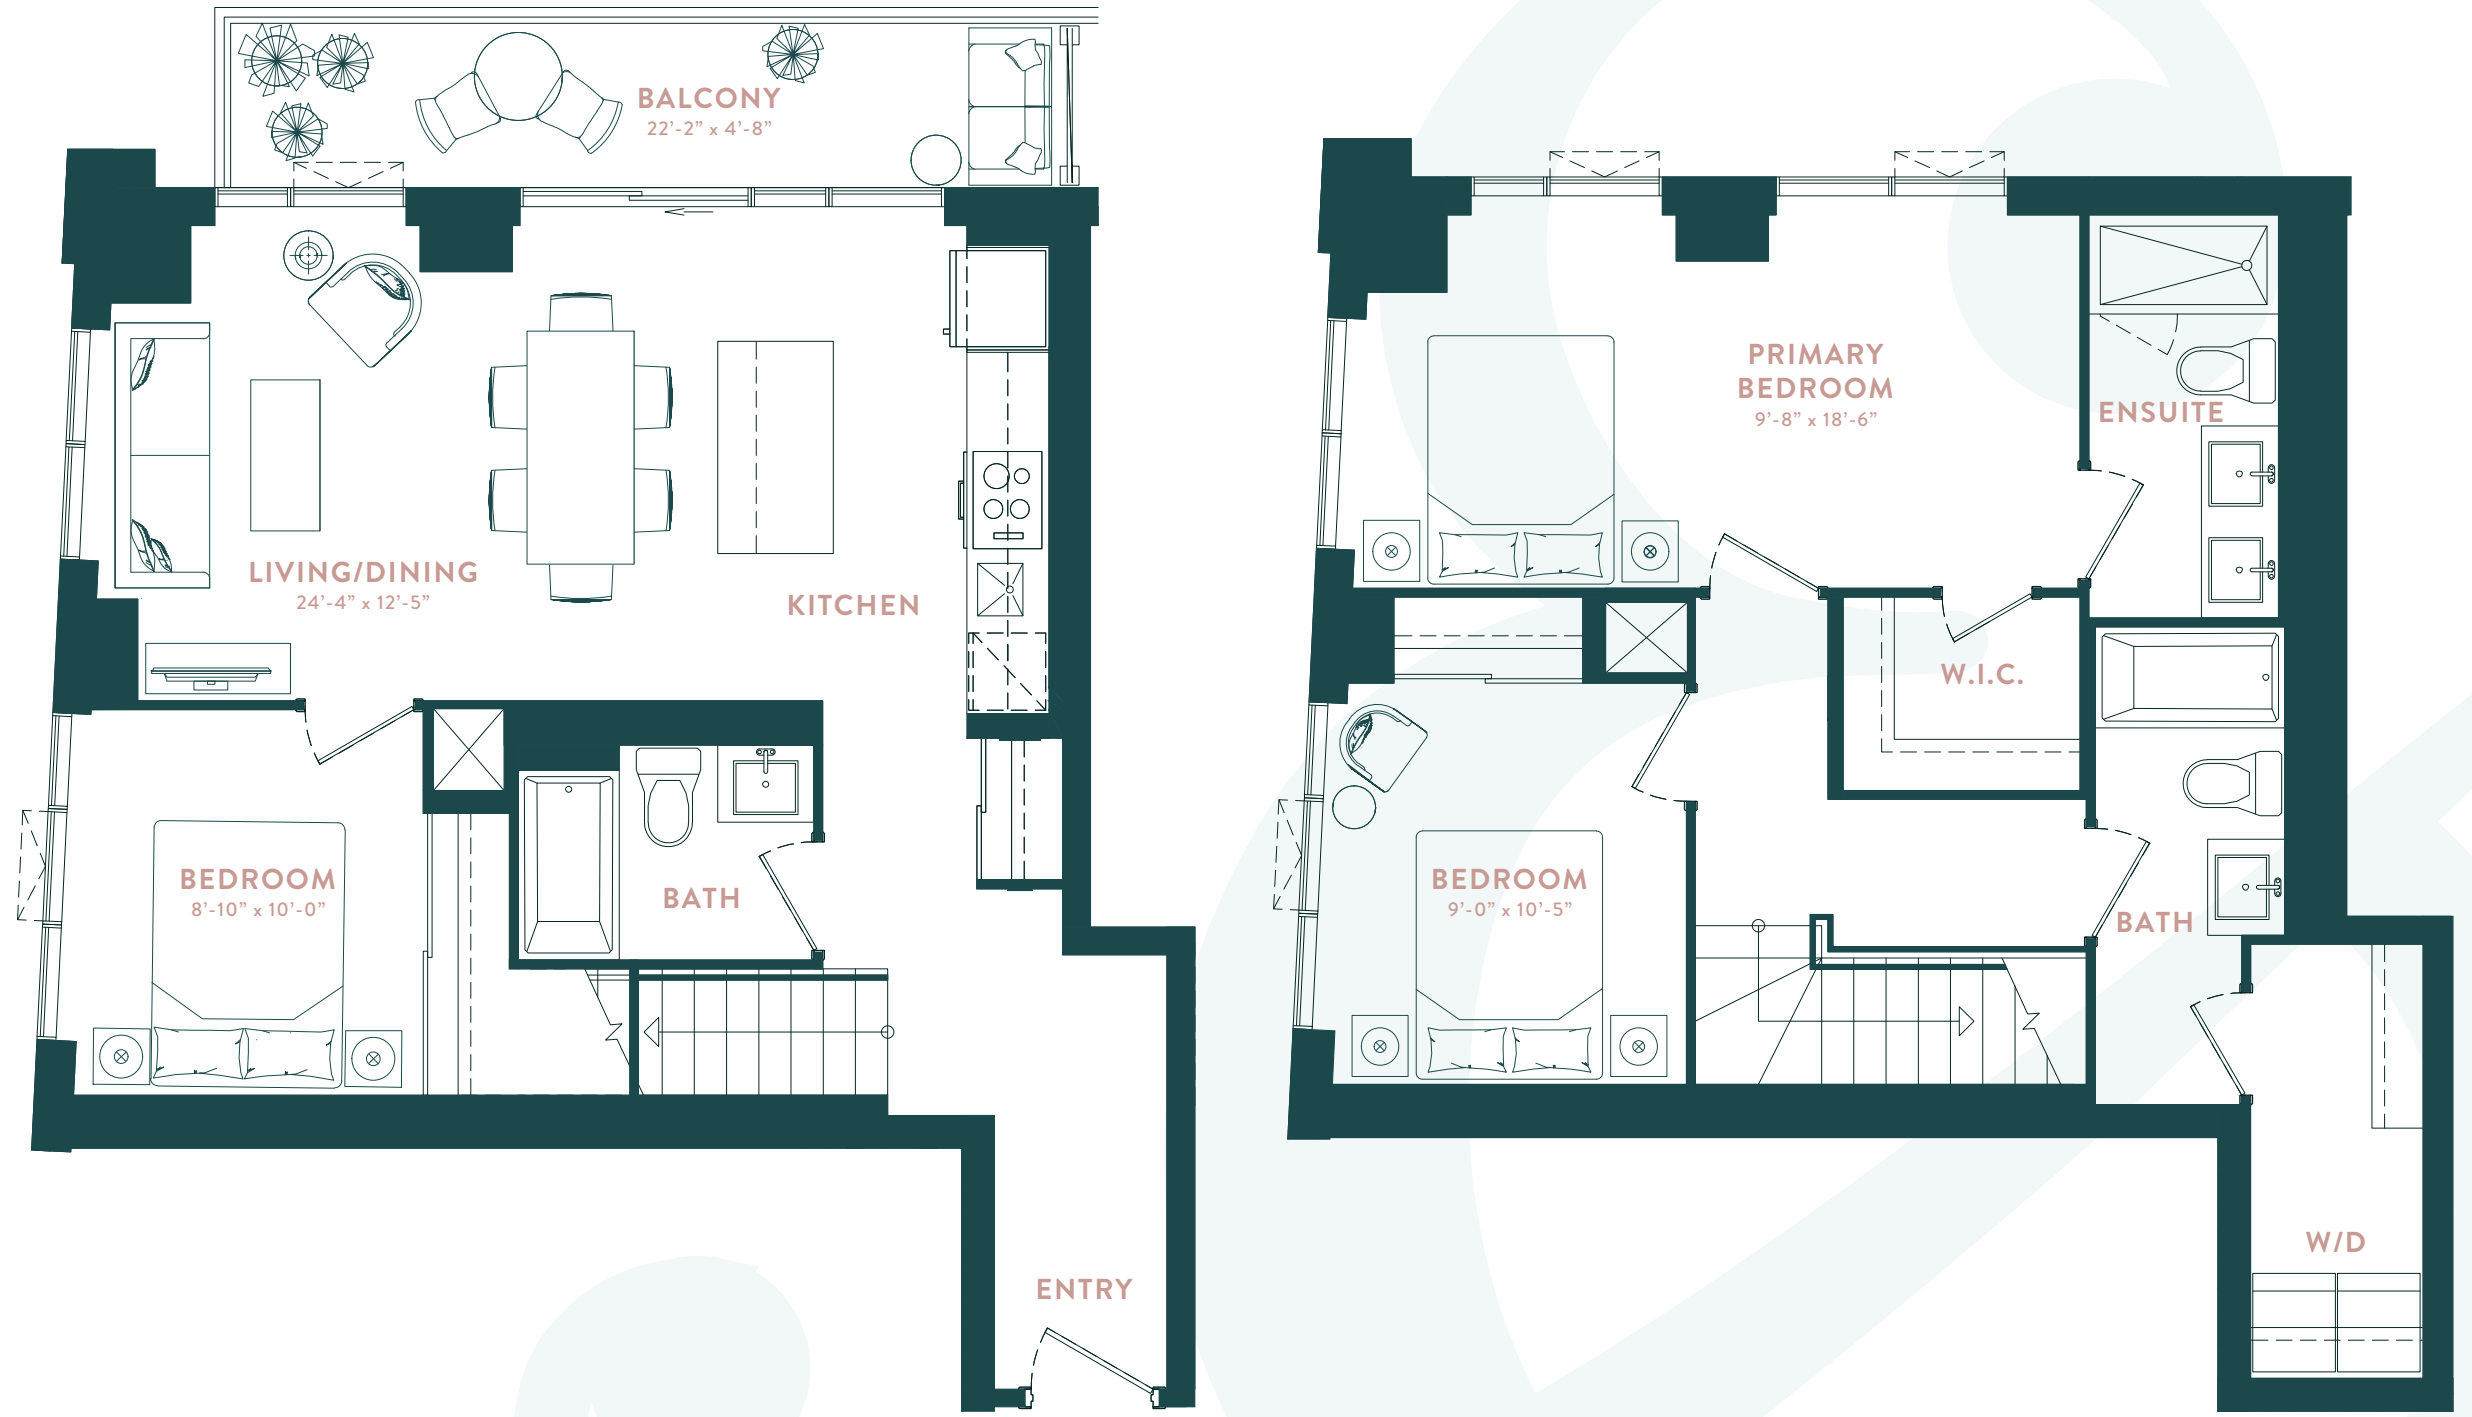 BALCONY
22’-2” x 4’-8”
LIVING/DINING
24’-4” x 12’-5”
KITCHEN
BEDROOM
8’-10” x 10’-0”
BATH
ENTRY
PRIMARY
BEDROOM
9’-8” x 18’-6”
ENSUITE
W.I.C.
BEDROOM
9’-0” x 10’-5”
BATH
W/D